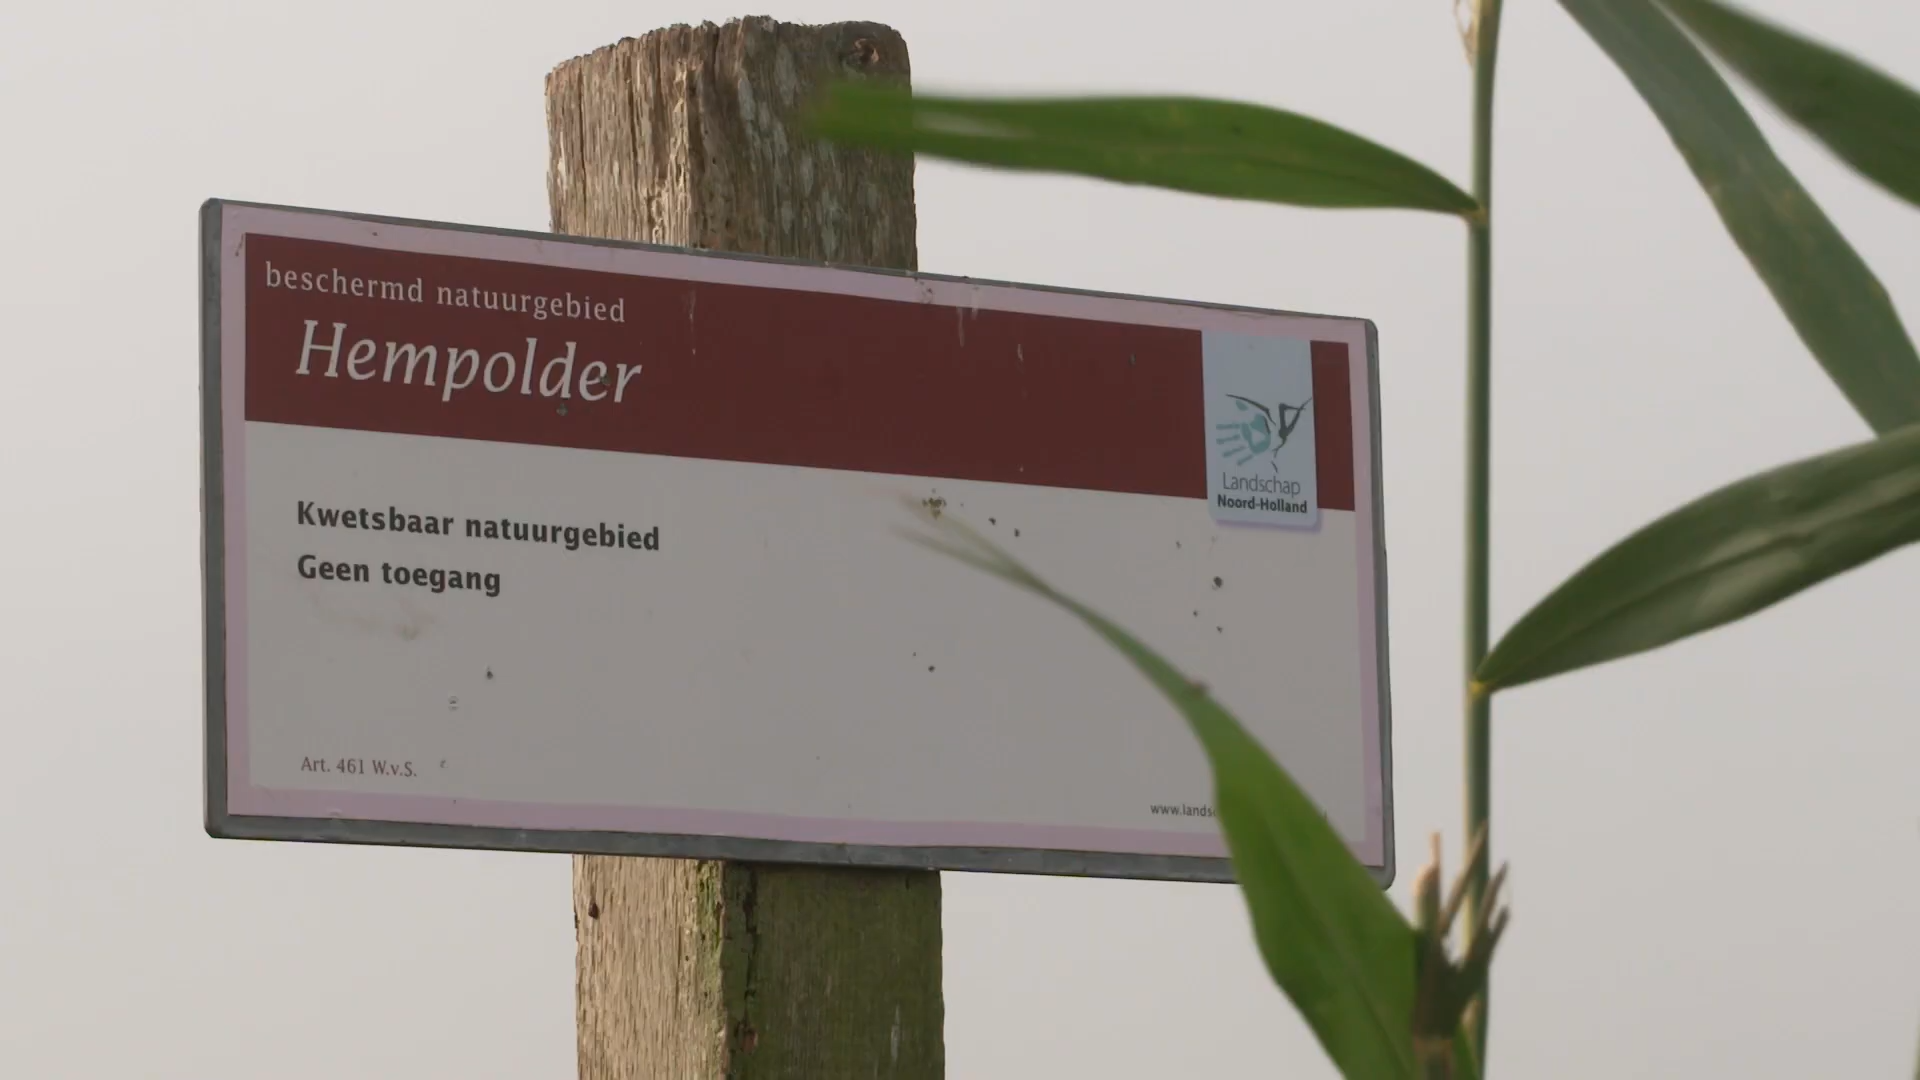 beschermd natuurgebied
Hempolder
Landschap
Noord-Holland
Kwetsbaar natuurgebied
Geen toegang
Art. 461 W.v.S.